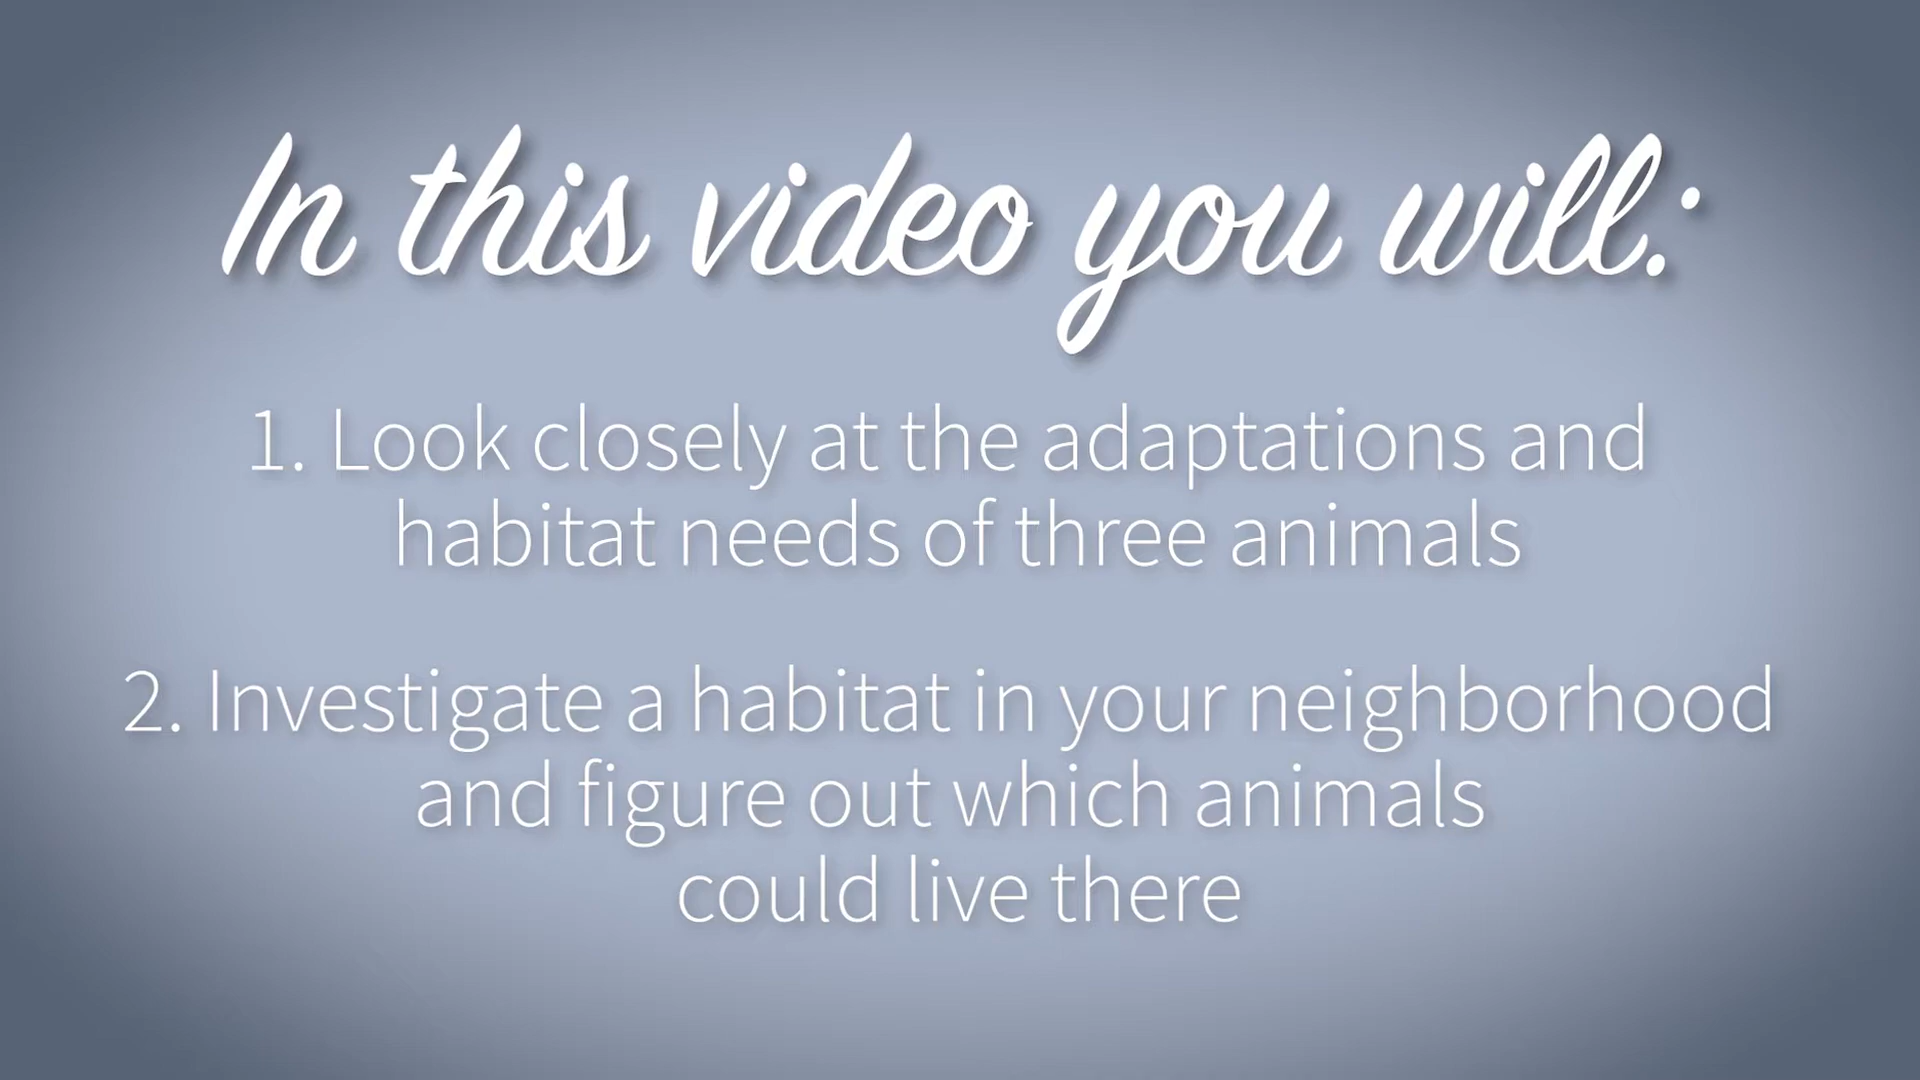 In this video you will:
1. Look closely at the adaptations and
habitat needs of three animals
2. Investigate a habitat in your neighborhood
and figure out which animals
could live there